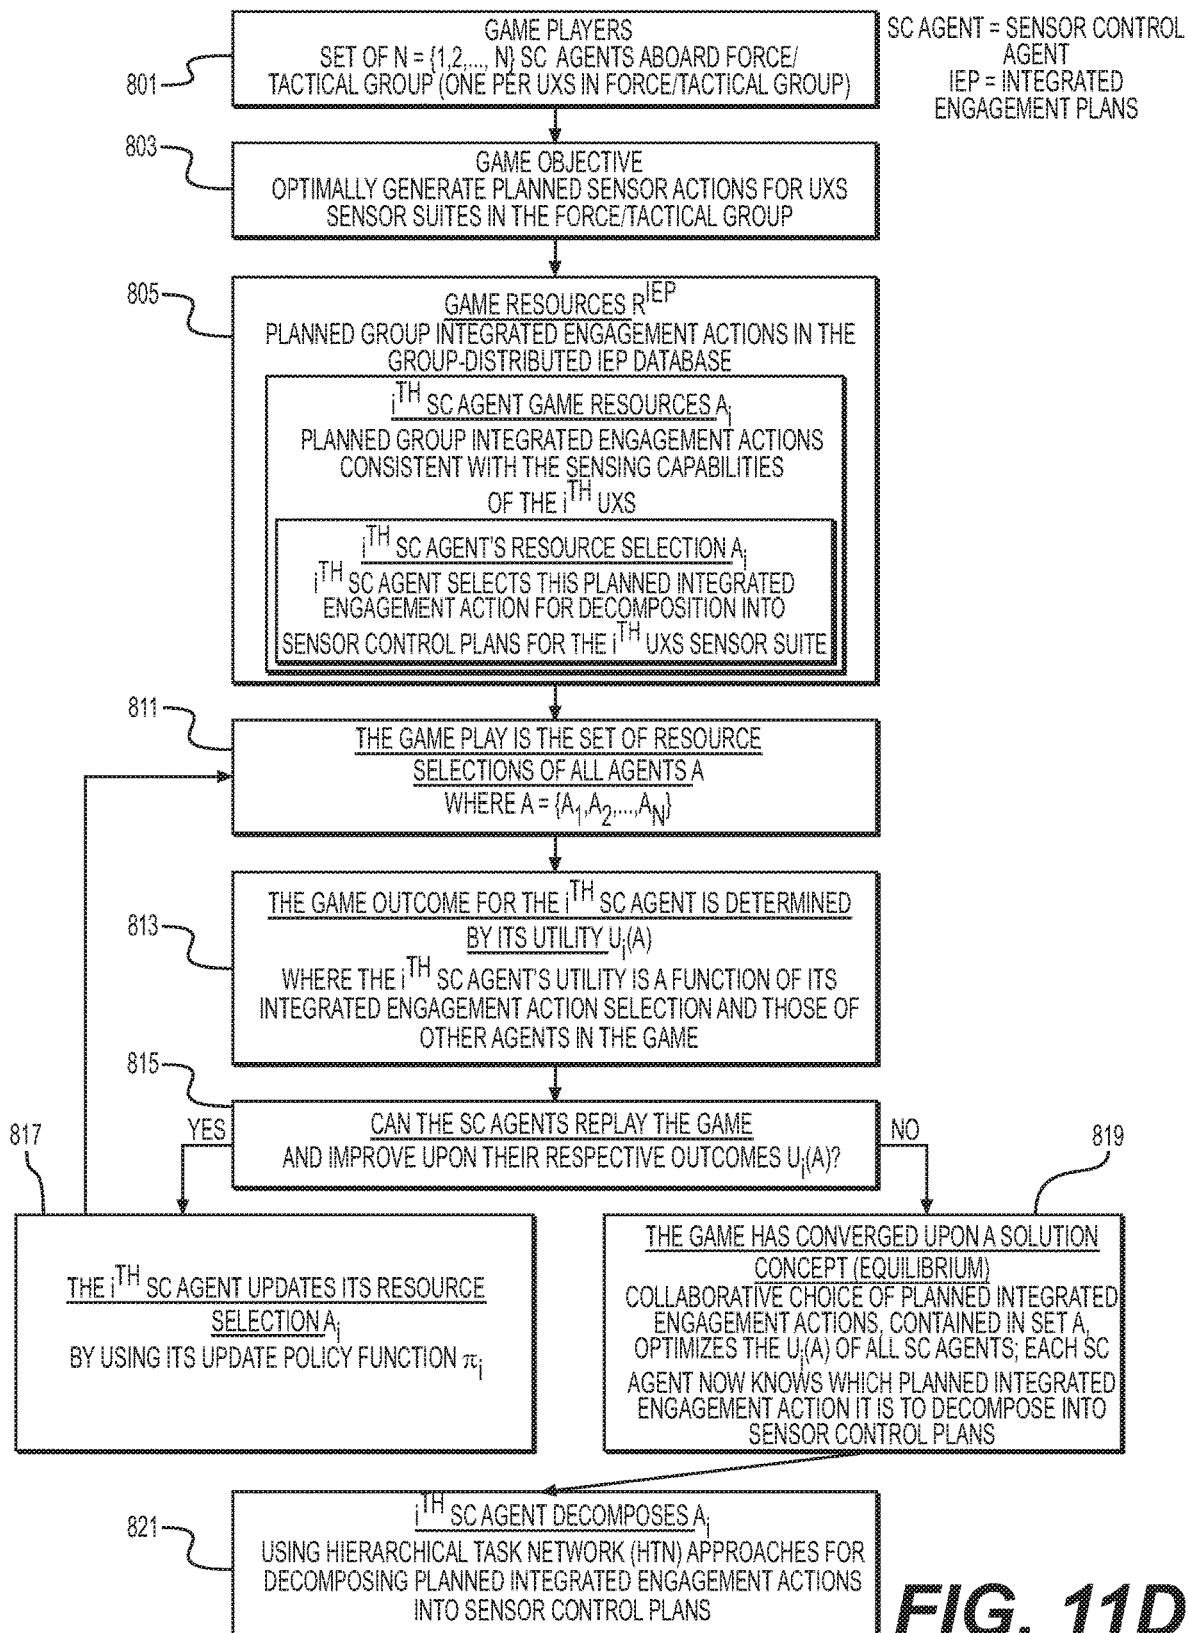 GAME PLAYERS
SET OF N = {1,2,..., N} SC AGENTS ABOARD FORCE/
TACTICAL GROUP (ONE PER UXS IN FORCE/TACTICAL GROUP)
801
SC AGENT = SENSOR CONTROL
AGENT
IEP = INTEGRATED
ENGAGEMENT PLANS
803
GAME OBJECTIVE
OPTIMALLY GENERATE PLANNED SENSOR ACTIONS FOR UXS
SENSOR SUITES IN THE FORCE/TACTICAL GROUP
805
GAME RESOURCES R^IEP
PLANNED GROUP INTEGRATED ENGAGEMENT ACTIONS IN THE
GROUP-DISTRIBUTED IEP DATABASE
i^TH SC AGENT GAME RESOURCES A_i
PLANNED GROUP INTEGRATED ENGAGEMENT ACTIONS
CONSISTENT WITH THE SENSING CAPABILITIES
OF THE i^TH UXS
i^TH SC AGENT'S RESOURCE SELECTION A_i
i^TH SC AGENT SELECTS THIS PLANNED INTEGRATED
ENGAGEMENT ACTION FOR DECOMPOSITION INTO
SENSOR CONTROL PLANS FOR THE i^TH UXS SENSOR SUITE
811
THE GAME PLAY IS THE SET OF RESOURCE
SELECTIONS OF ALL AGENTS A
WHERE A = {A_1,A_2,...,A_N}
813
THE GAME OUTCOME FOR THE i^TH SC AGENT IS DETERMINED
BY ITS UTILITY U_i(A)
WHERE THE i^TH SC AGENT'S UTILITY IS A FUNCTION OF ITS
INTEGRATED ENGAGEMENT ACTION SELECTION AND THOSE OF
OTHER AGENTS IN THE GAME
815
CAN THE SC AGENTS REPLAY THE GAME
AND IMPROVE UPON THEIR RESPECTIVE OUTCOMES U_i(A)?
YES
NO
817
THE i^TH SC AGENT UPDATES ITS RESOURCE
SELECTION A_i
BY USING ITS UPDATE POLICY FUNCTION π_i
819
THE GAME HAS CONVERGED UPON A SOLUTION
CONCEPT (EQUILIBRIUM)
COLLABORATIVE CHOICE OF PLANNED INTEGRATED
ENGAGEMENT ACTIONS, CONTAINED IN SET A,
OPTIMIZES THE U_i(A) OF ALL SC AGENTS; EACH SC
AGENT NOW KNOWS WHICH PLANNED INTEGRATED
ENGAGEMENT ACTION IT IS TO DECOMPOSE INTO
SENSOR CONTROL PLANS
821
i^TH SC AGENT DECOMPOSES A_i
USING HIERARCHICAL TASK NETWORK (HTN) APPROACHES FOR
DECOMPOSING PLANNED INTEGRATED ENGAGEMENT ACTIONS
INTO SENSOR CONTROL PLANS
FIG. 11D